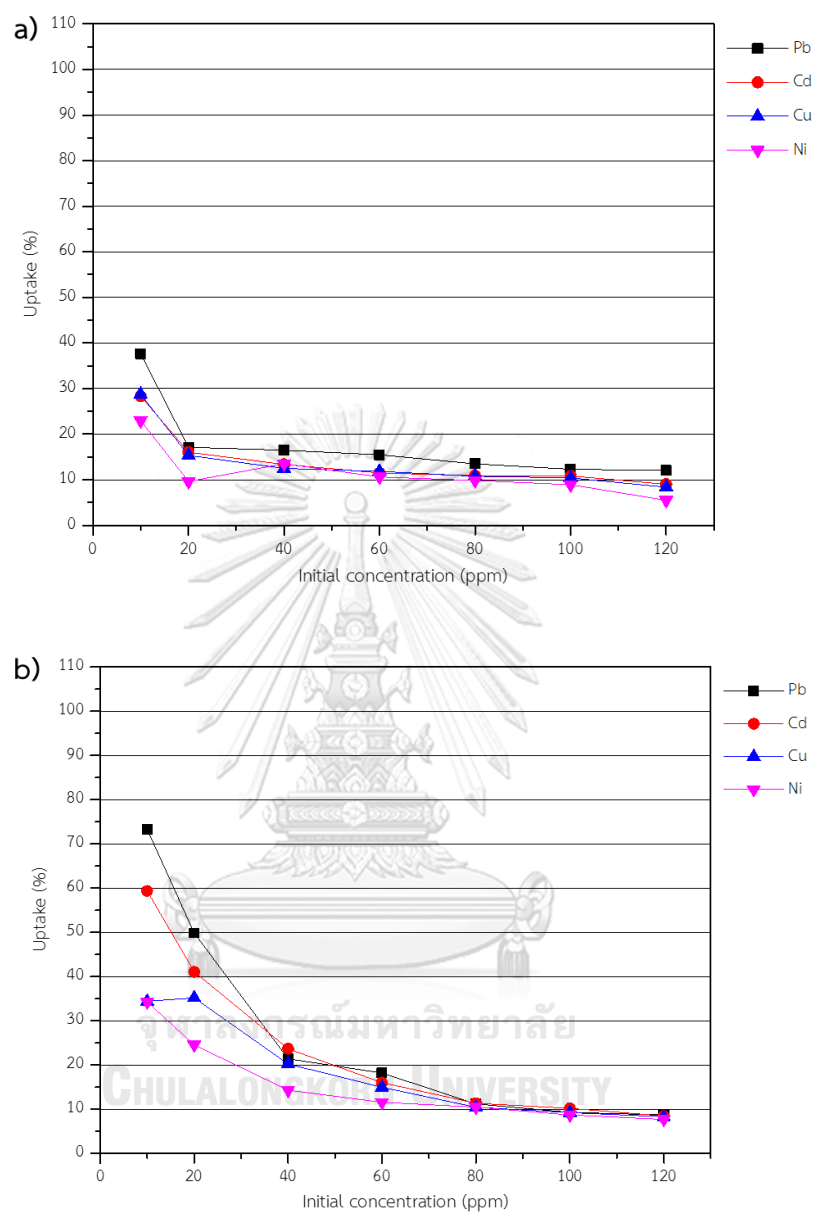 a)
110
100
90
80
70
60
50
40
30
20
10
0
Uptake (%)
0 20 40 60 80 100 120
Initial concentration (ppm)
Pb
Cd
Cu
Ni
b)
110
100
90
80
70
60
50
40
30
20
10
0
Uptake (%)
0 20 40 60 80 100 120
Initial concentration (ppm)
Pb
Cd
Cu
Ni
จุฬาลงกรณ์มหาวิทยาลัย
CHULALONGKORN UNIVERSITY